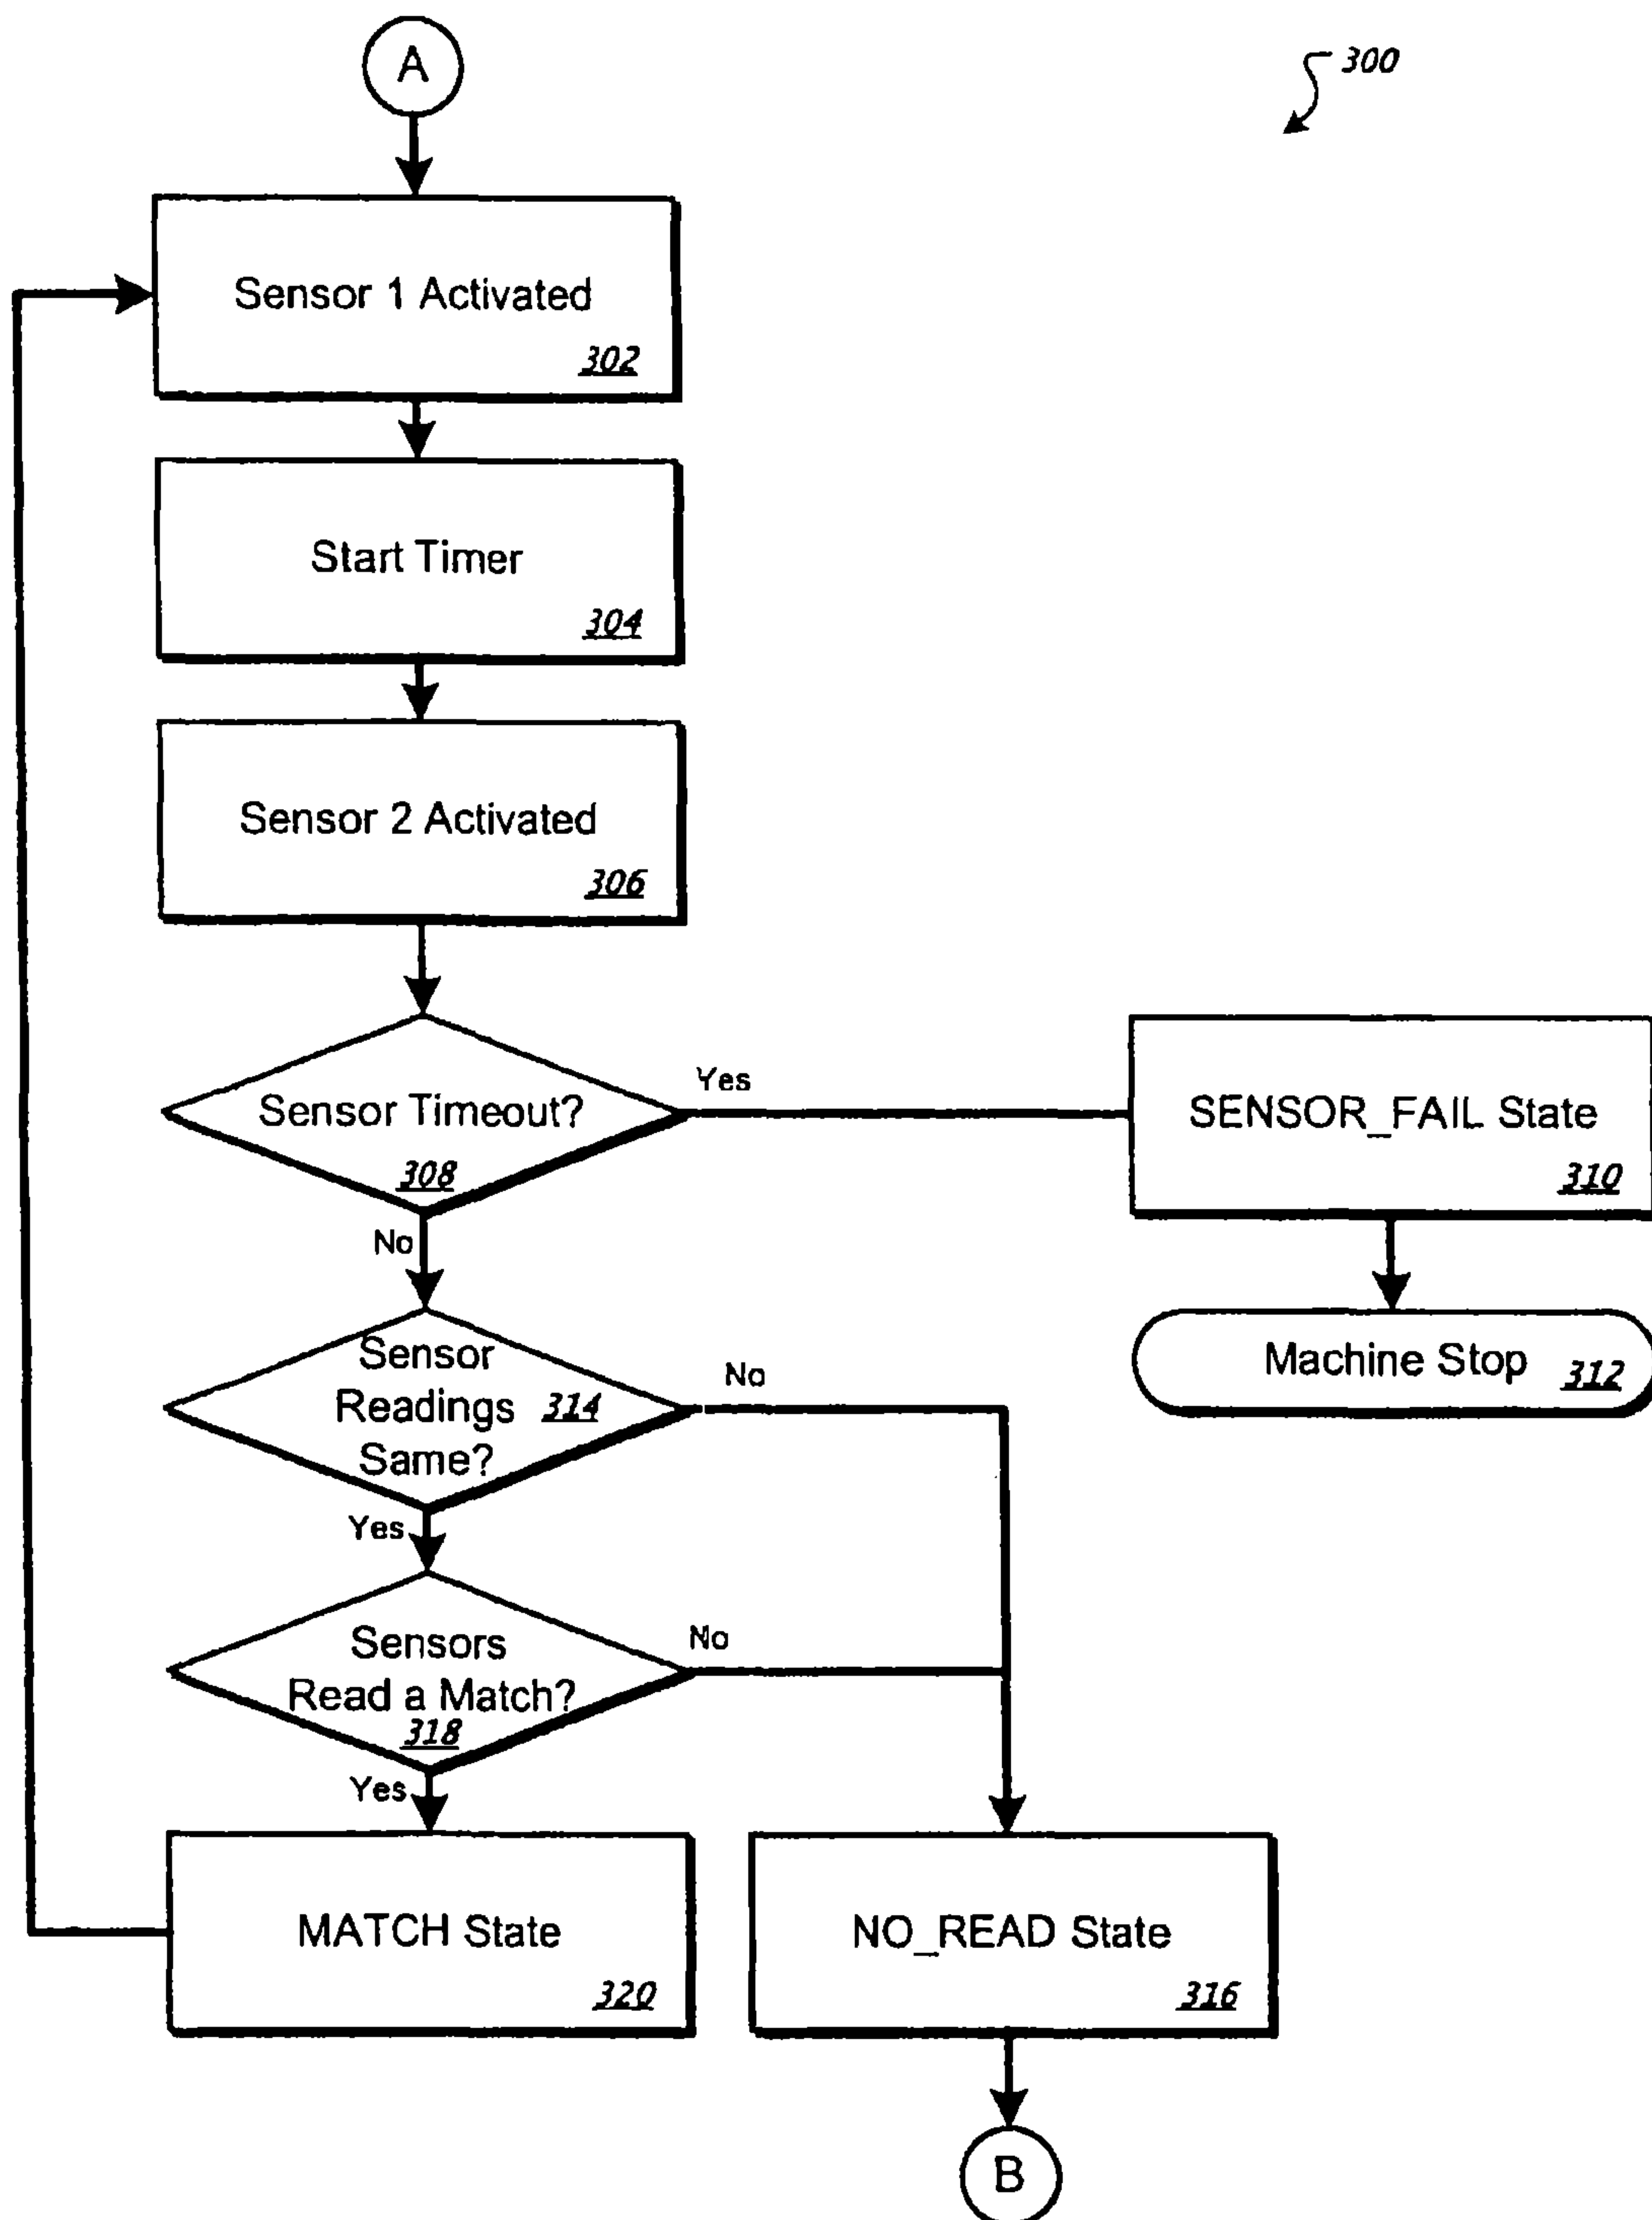 A
300
Sensor 1 Activated
302
Start Timer
304
Sensor 2 Activated
306
Sensor Timeout?
308
Yes
SENSOR_FAIL State
310
No
Machine Stop 312
Sensor
Readings 314
Same?
No
Yes
Sensors
Read a Match?
318
No
Yes
MATCH State
320
NO_READ State
316
B